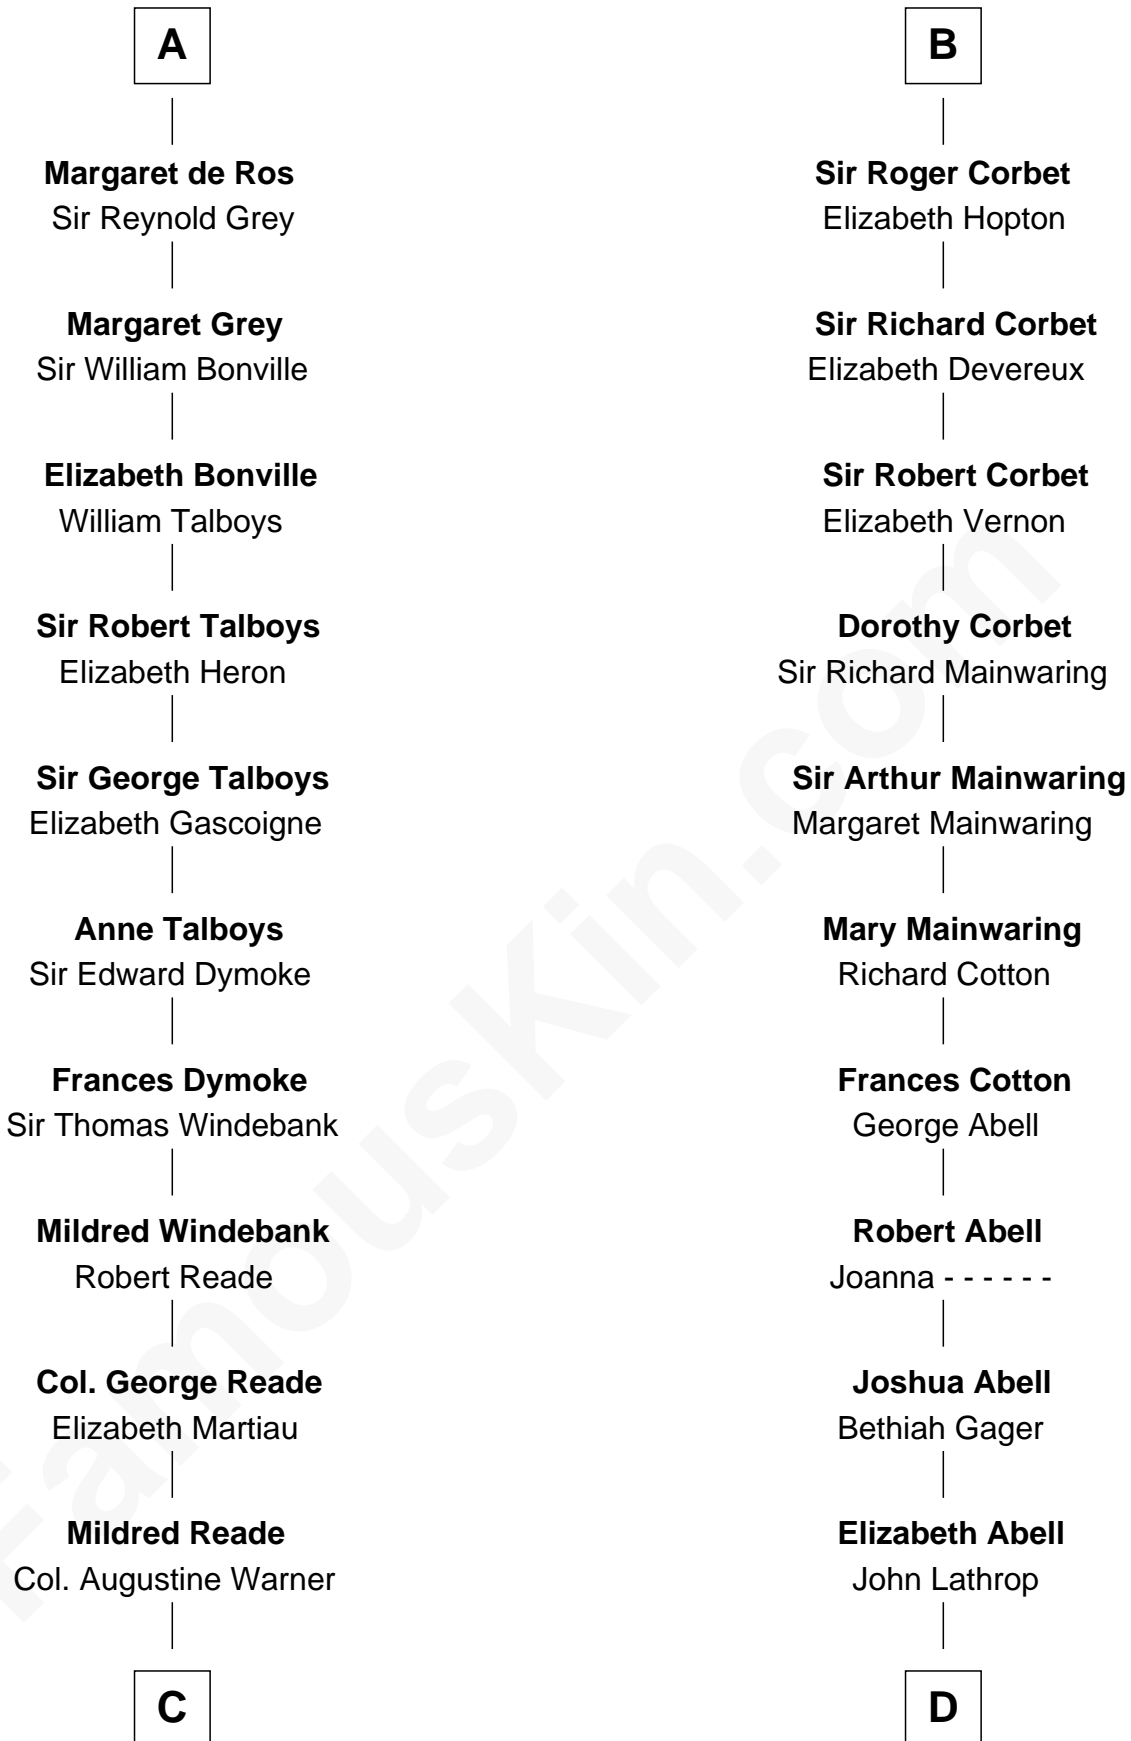 A
Margaret de Ros
Sir Reynold Grey
Margaret Grey
Sir William Bonville
Elizabeth Bonville
William Talboys
Sir Robert Talboys
Elizabeth Heron
Sir George Talboys
Elizabeth Gascoigne
Anne Talboys
Sir Edward Dymoke
Frances Dymoke
Sir Thomas Windebank
Mildred Windebank
Robert Reade
Col. George Reade
Elizabeth Martiau
Mildred Reade
Col. Augustine Warner
C
B
Sir Roger Corbet
Elizabeth Hopton
Sir Richard Corbet
Elizabeth Devereux
Sir Robert Corbet
Elizabeth Vernon
Dorothy Corbet
Sir Richard Mainwaring
Sir Arthur Mainwaring
Margaret Mainwaring
Mary Mainwaring
Richard Cotton
Frances Cotton
George Abell
Robert Abell
Joanna - - - - - -
Joshua Abell
Bethiah Gager
Elizabeth Abell
John Lathrop
D
FamousKin.com